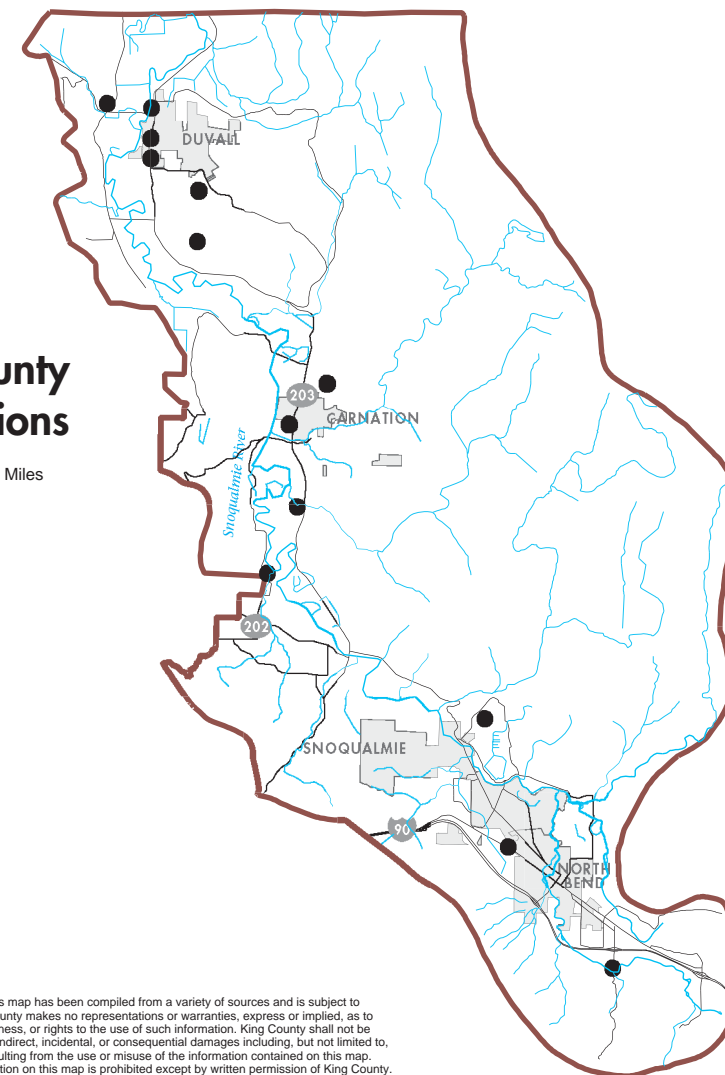 DUVALL
unty
ions
Miles
203
CARNATION
Snoqualmie River
202
SNOQUALMIE
90
NORTH
BEND
s map has been compiled from a variety of sources and is subject to
unty makes no representations or warranties, express or implied, as to
ness, or rights to the use of such information. King County shall not be
ndirect, incidental, or consequential damages including, but not limited to,
ulting from the use or misuse of the information contained on this map.
tion on this map is prohibited except by written permission of King County.